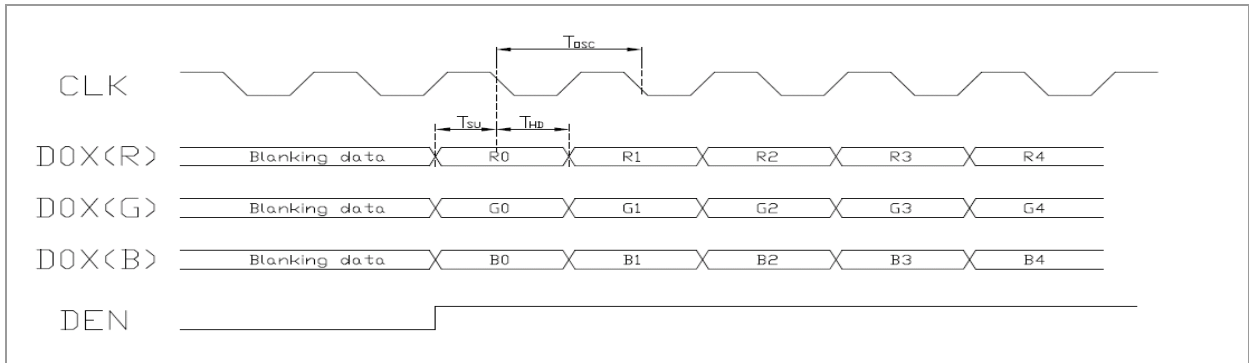 Tosc
CLK
TSU THD
DOX(R) Blanking data R0 R1 R2 R3 R4
DOX(G) Blanking data G0 G1 G2 G3 G4
DOX(B) Blanking data B0 B1 B2 B3 B4
DEN